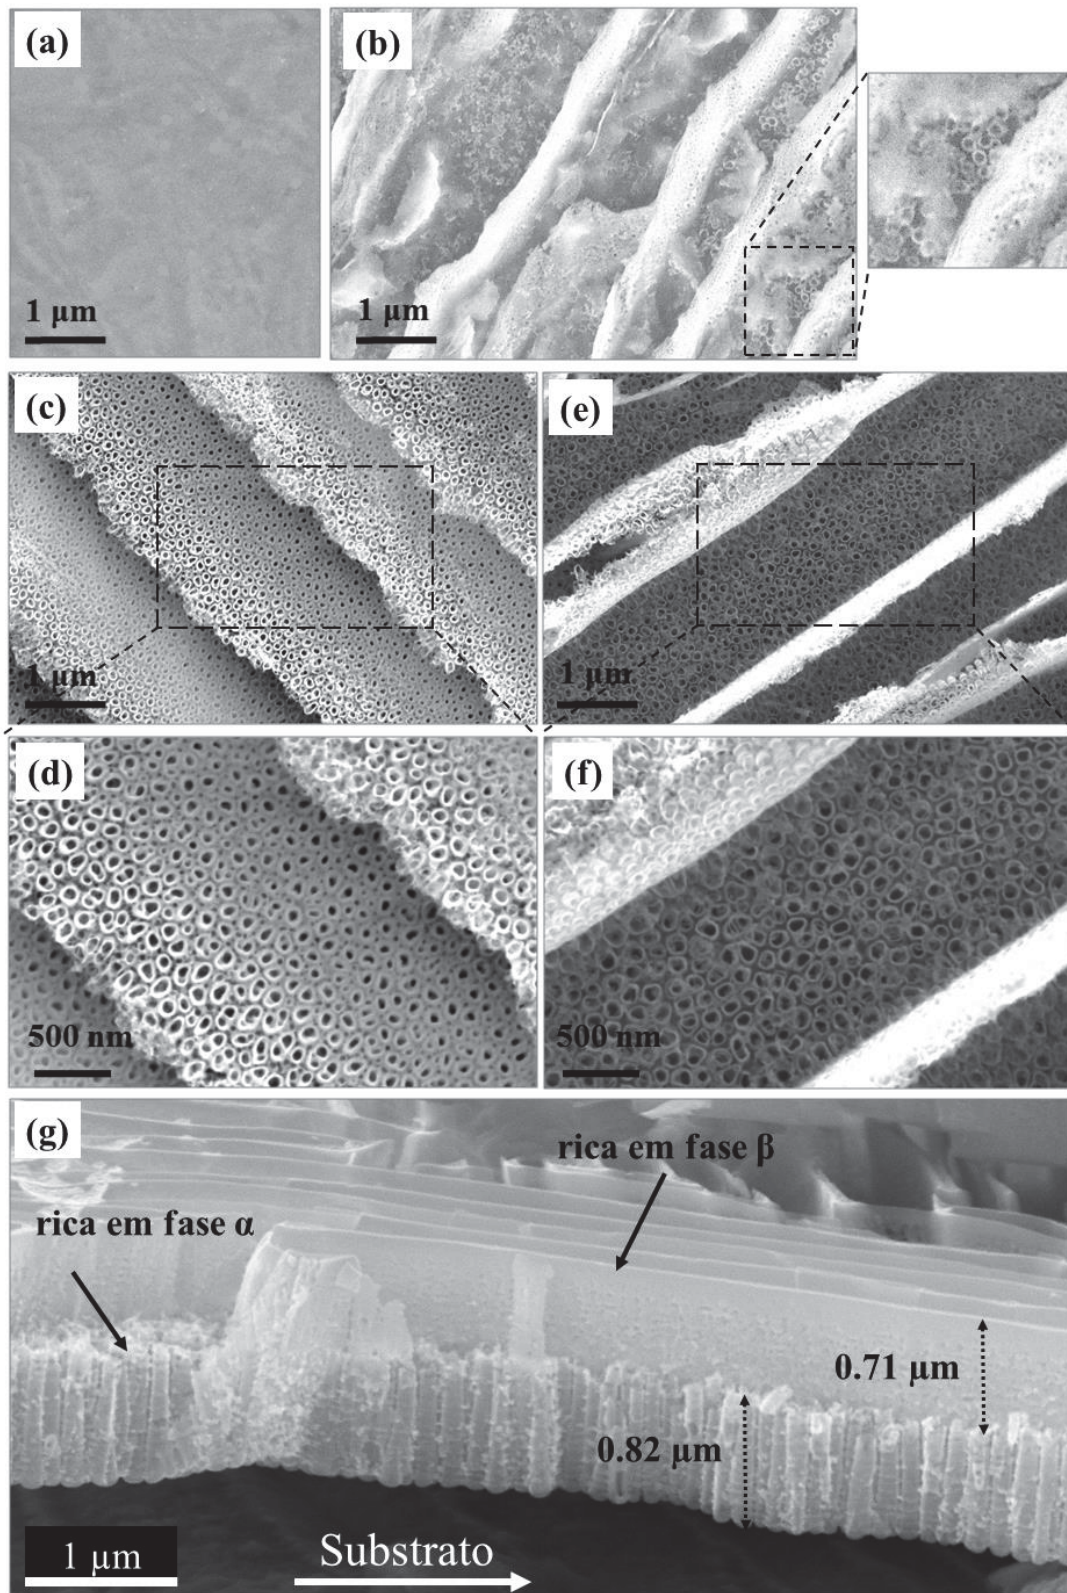 (a)
1 μm
(b)
1 μm
(c)
1 μm
(e)
1 μm
(d)
500 nm
(f)
500 nm
(g)
rica em fase β
rica em fase α
0.71 μm
0.82 μm
1 μm
Substrato